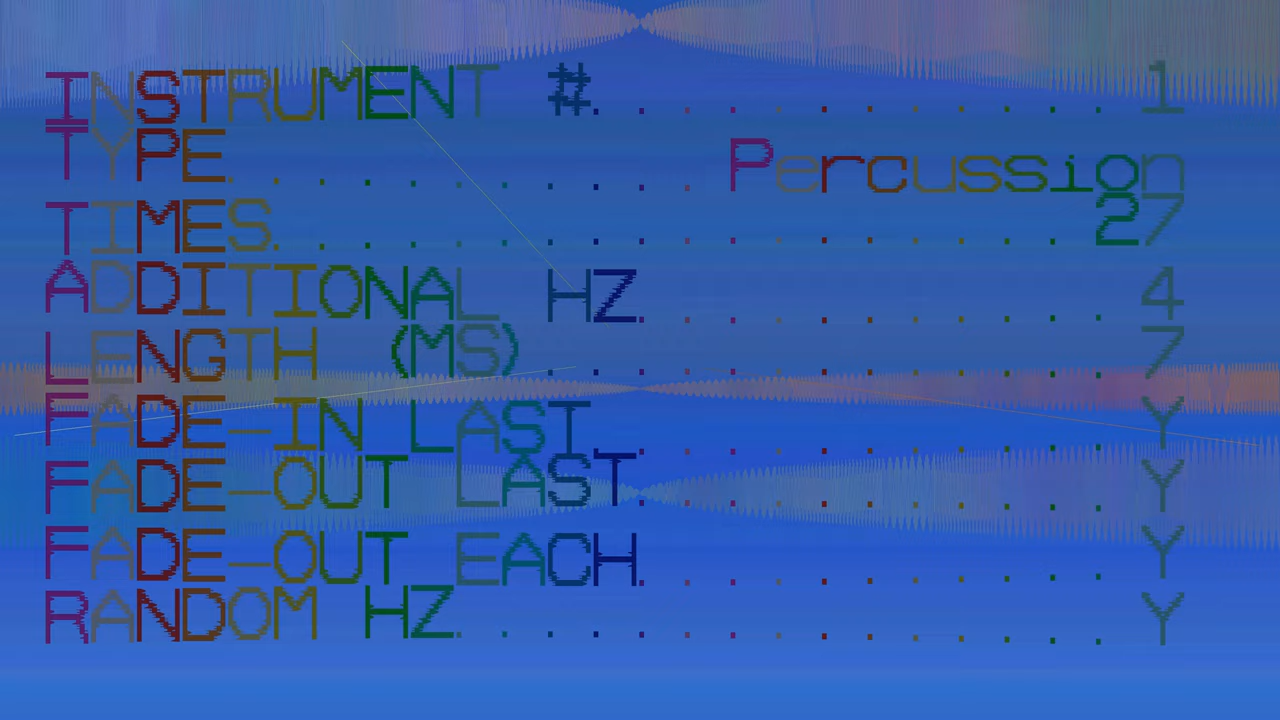 INSTRUMENT #. . . . . . . . . . . . 1
TYPE. . . . . . . . . . . Percussion
TIMES. . . . . . . . . . . . . . . . . . 27
ADDITIONAL HZ. . . . . . . . . . . 4
LENGTH (MS). . . . . . . . . . . . . 7
FADE-IN LAST. . . . . . . . . . . . Y
FADE-OUT LAST. . . . . . . . . . . Y
FADE-OUT EACH. . . . . . . . . . . Y
RANDOM HZ. . . . . . . . . . . . . . . Y